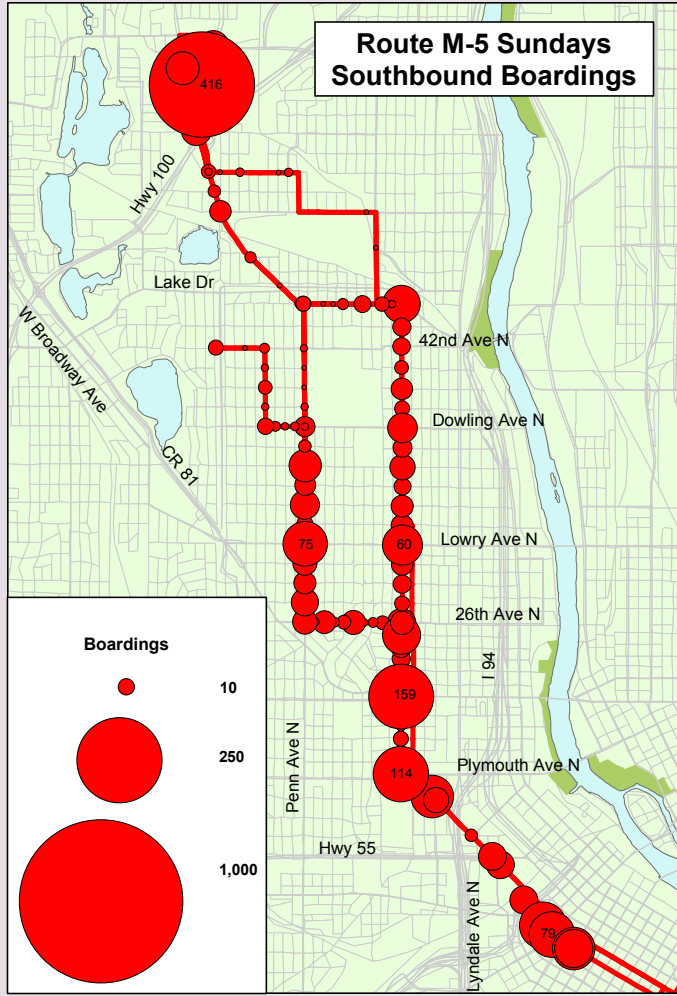 Route M-5 Sundays
Southbound Boardings
416
Hwy 100
Lake Dr
42nd Ave N
W Broadway Ave
Dowling Ave N
CR 81
75
60
Lowry Ave N
26th Ave N
Boardings
10
250
1,000
I 94
159
Penn Ave N
114
Plymouth Ave N
Hwy 55
Lyndale Ave N
79